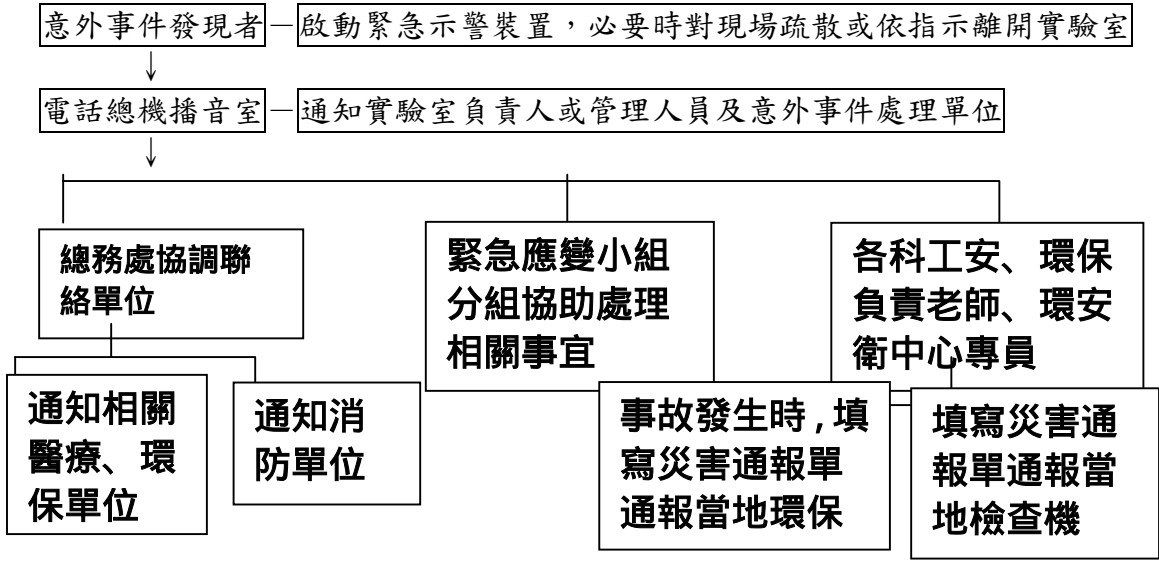 意外事件發現者－啟動緊急示警裝置，必要時對現場疏散或依指示離開實驗室
電話總機播音室－通知實驗室負責人或管理人員及意外事件處理單位
總務處協調聯
絡單位
緊急應變小組
分組協助處理
相關事宜
各科工安、環保
負責老師、環安
衛中心專員
通知相關
醫療、環
保單位
通知消
防單位
事故發生時，填
寫災害通報單
通報當地環保
填寫災害通
報單通報當
地檢查機